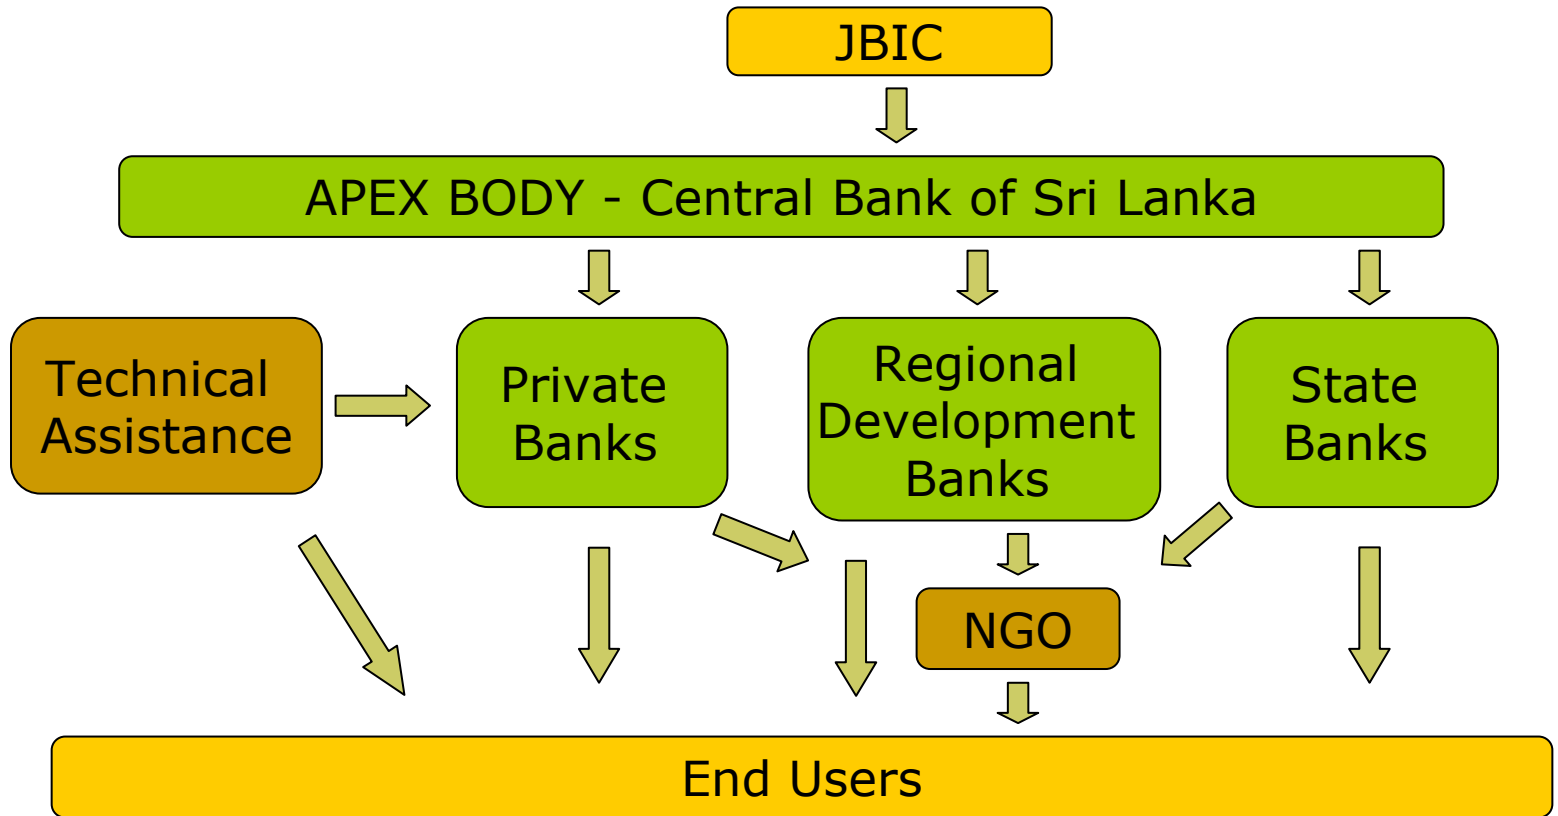 JBIC
APEX BODY - Central Bank of Sri Lanka
Technical
Assistance
Private
Banks
Regional
Development
Banks
State
Banks
NGO
End Users